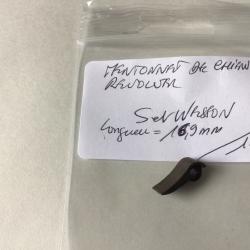 MENTONNET DE CHIEN
REVOLVER
S et WESSON
longueur = 16,9 mm